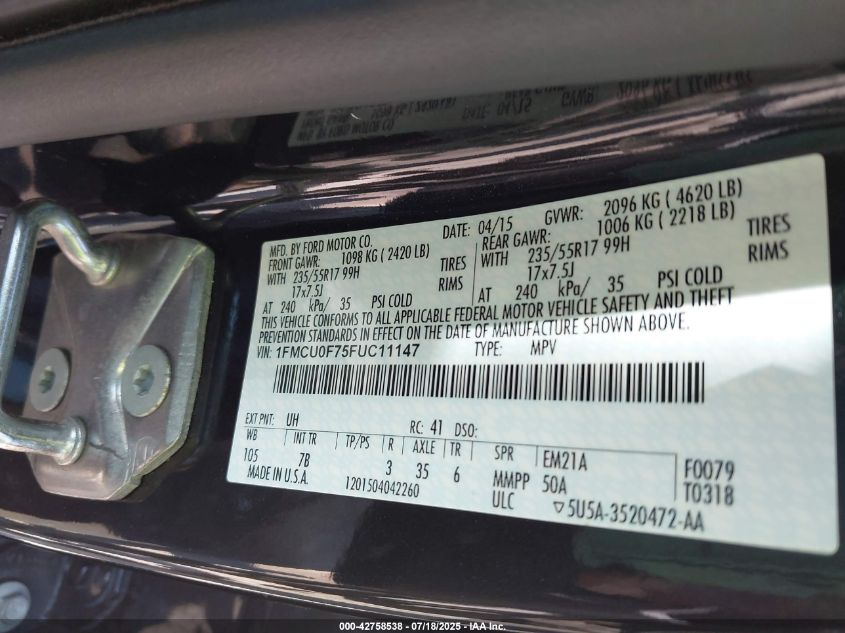 MFD. BY FORD MOTOR CO.
DATE: 04/15 GVWR: 2096 KG ( 4620 LB)
FRONT GAWR: 1098 KG ( 2420 LB) REAR GAWR: 1006 KG ( 2218 LB)
WITH 235/55R17 99H TIRES WITH 235/55R17 99H TIRES
17x7.5J RIMS 17x7.5J RIMS
AT 240 kPa/ 35 PSI COLD AT 240 kPa/ 35 PSI COLD
THIS VEHICLE CONFORMS TO ALL APPLICABLE FEDERAL MOTOR VEHICLE SAFETY AND THEFT
PREVENTION STANDARDS IN EFFECT ON THE DATE OF MANUFACTURE SHOWN ABOVE.
VIN: 1FMCU0F75FUC11147 TYPE: MPV
EXT PNT: UH RC: 41 DSO:
WB INT TR TP/PS R AXLE TR SPR EM21A F0079
105 7B 3 35 6 MMPP 50A T0318
MADE IN U.S.A. 1201504042260 ULC ▽5U5A-3520472-AA
000-42758538 - 07/18/2025 - IAA Inc.